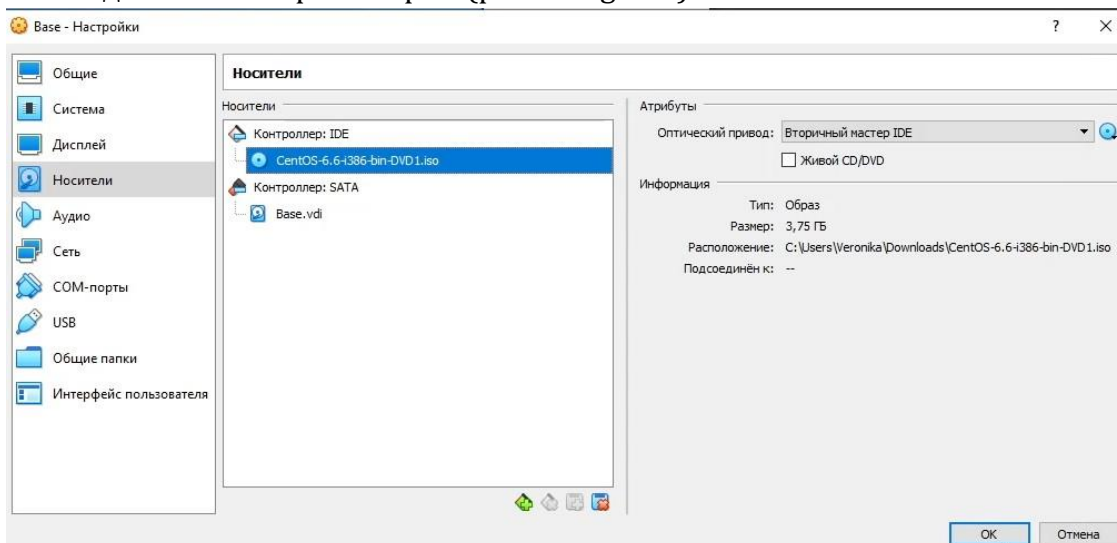 Base - Настройки
?
Общие
Система
Дисплей
Носители
Аудио
Сеть
COM-порты
USB
Общие папки
Интерфейс пользователя
Носители
Носители
Контроллер: IDE
CentOS-6.6-i386-bin-DVD1.iso
Контроллер: SATA
Base.vdi
Атрибуты
Оптический привод: Вторичный мастер IDE
Живой CD/DVD
Информация
Тип: Образ
Размер: 3,75 ГБ
Расположение: C:\Users\Veronika\Downloads\CentOS-6.6-i386-bin-DVD1.iso
Подсоединён к: --
OK
Отмена